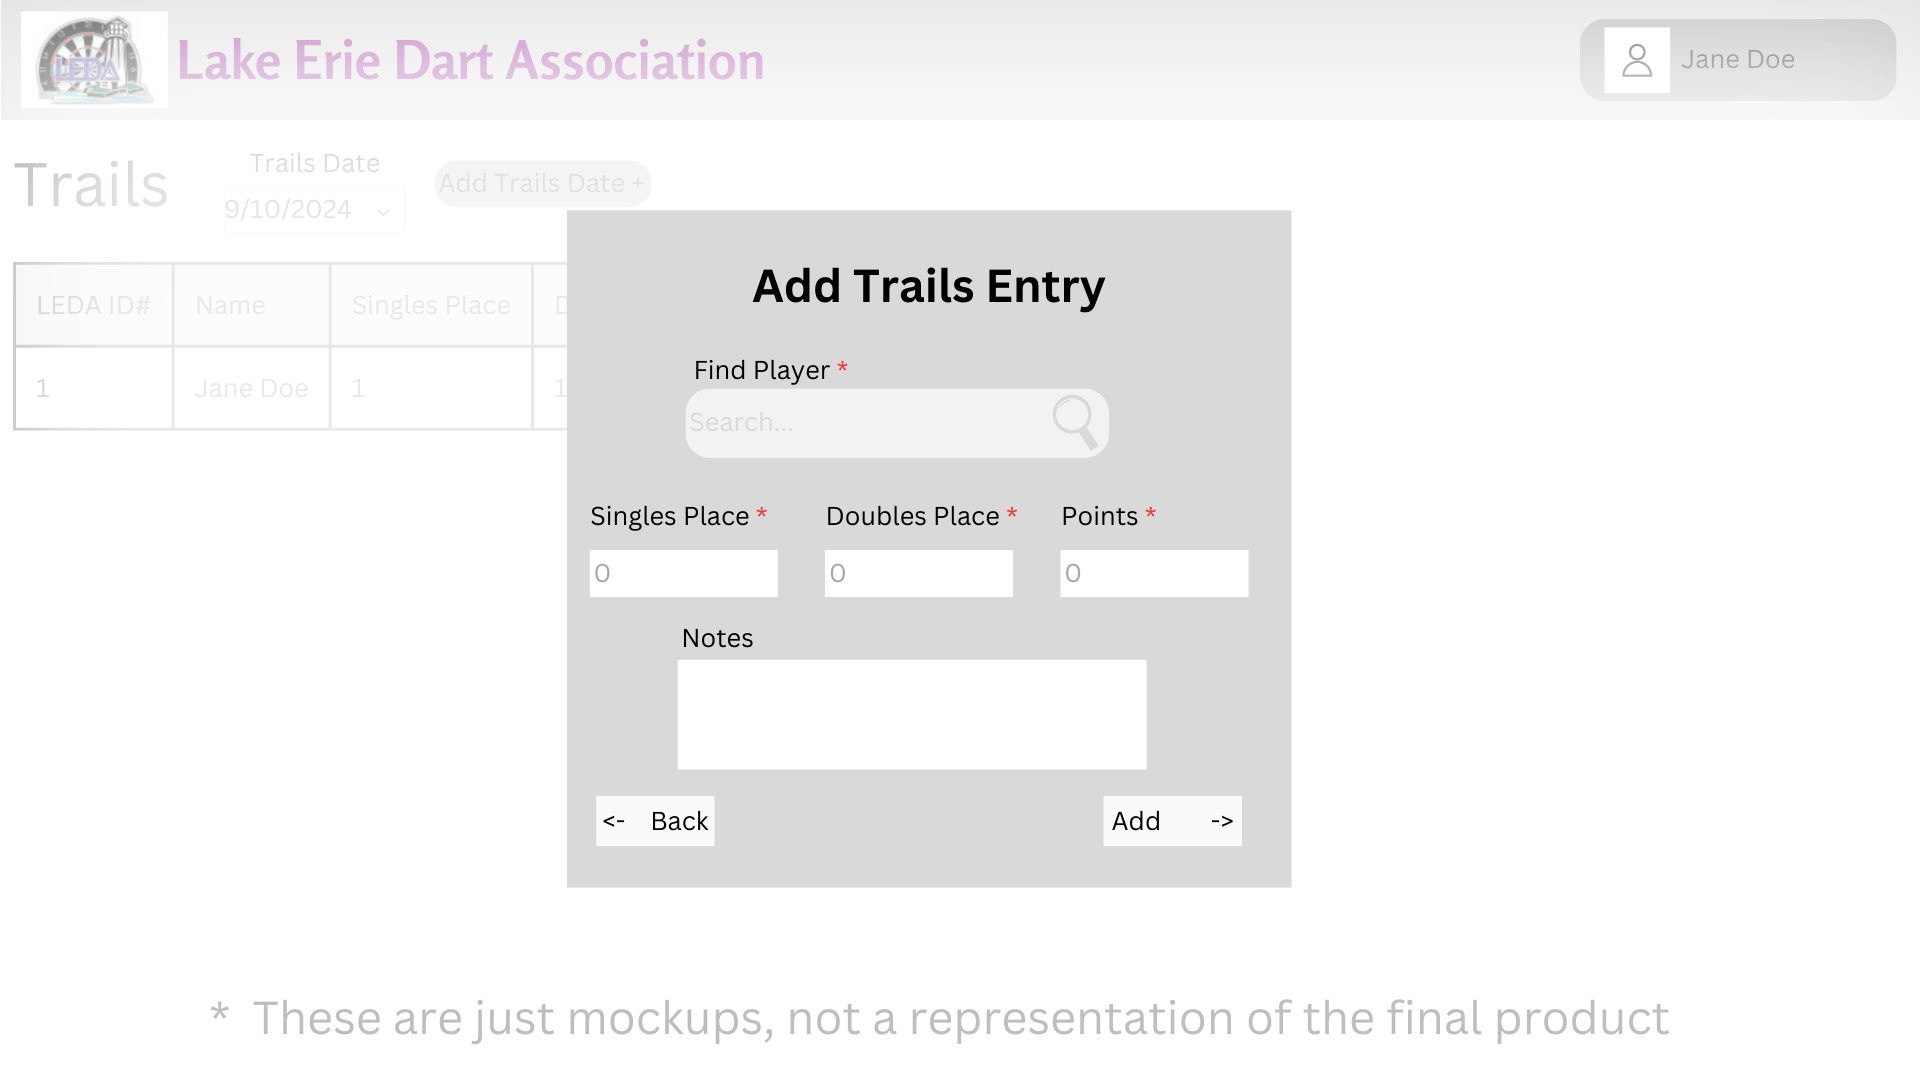 LEDA
Lake Erie Dart Association
Jane Doe
Trails
Trails Date
9/10/2024
Add Trails Date +
LEDA ID# Name Singles Place D
1 Jane Doe 1 1
Add Trails Entry
Find Player *
Search...
Singles Place * Doubles Place * Points *
0 0 0
Notes
<- Back Add ->
* These are just mockups, not a representation of the final product